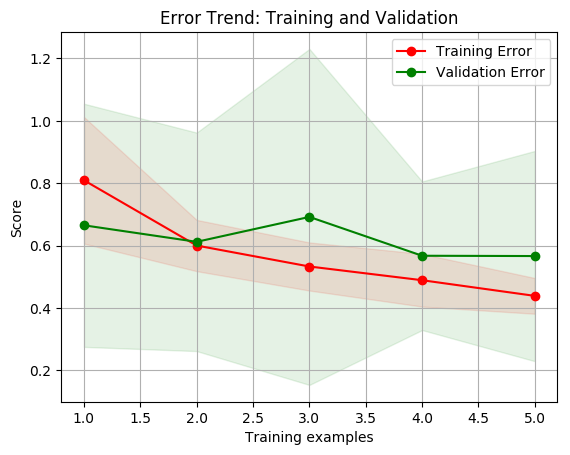 Error Trend: Training and Validation
Training Error
Validation Error
Score
1.2
1.0
0.8
0.6
0.4
0.2
1.0 1.5 2.0 2.5 3.0 3.5 4.0 4.5 5.0
Training examples